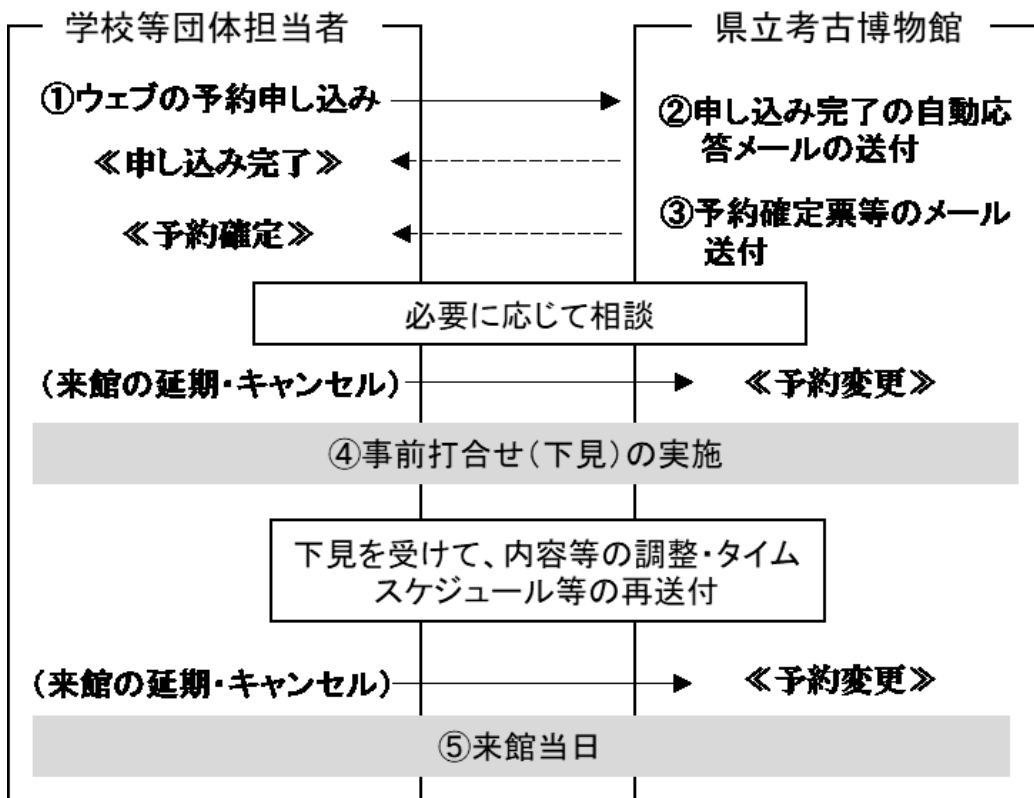 学校等団体担当者
県立考古博物館
①ウェブの予約申し込み
②申し込み完了の自動応
答メールの送付
≪申し込み完了≫
③予約確定票等のメール
送付
≪予約確定≫
必要に応じて相談
(来館の延期・キャンセル)
≪予約変更≫
④事前打合せ(下見)の実施
下見を受けて、内容等の調整・タイム
スケジュール等の再送付
(来館の延期・キャンセル)
≪予約変更≫
⑤来館当日